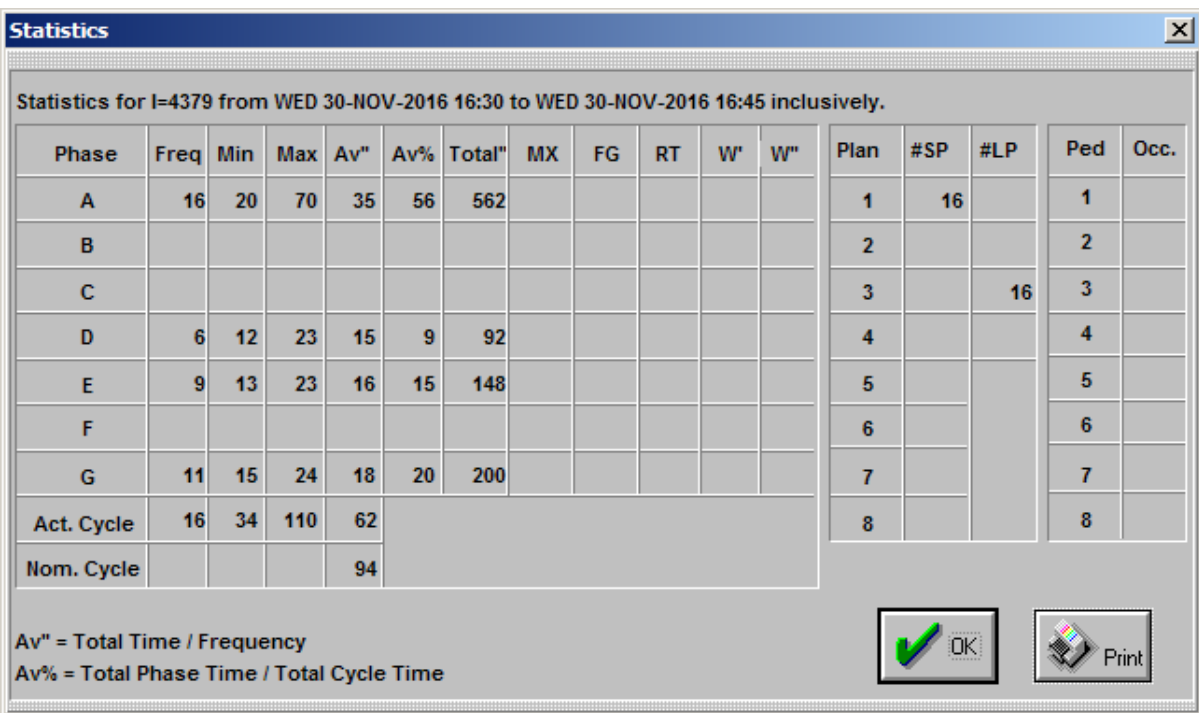 Statistics
Statistics for I=4379 from WED 30-NOV-2016 16:30 to WED 30-NOV-2016 16:45 inclusively.
Phase Freq Min Max Av" Av% Total" MX FG RT W' W" Plan #SP #LP Ped Occ.
A 16 20 70 35 56 562 1 16 1
B 2 2
C 3 16 3
D 6 12 23 15 9 92 4 4
E 9 13 23 16 15 148 5 5
F 6 6
G 11 15 24 18 20 200 7 7
Act. Cycle 16 34 110 62 8 8
Nom. Cycle 94
Av" = Total Time / Frequency
Av% = Total Phase Time / Total Cycle Time
OK Print